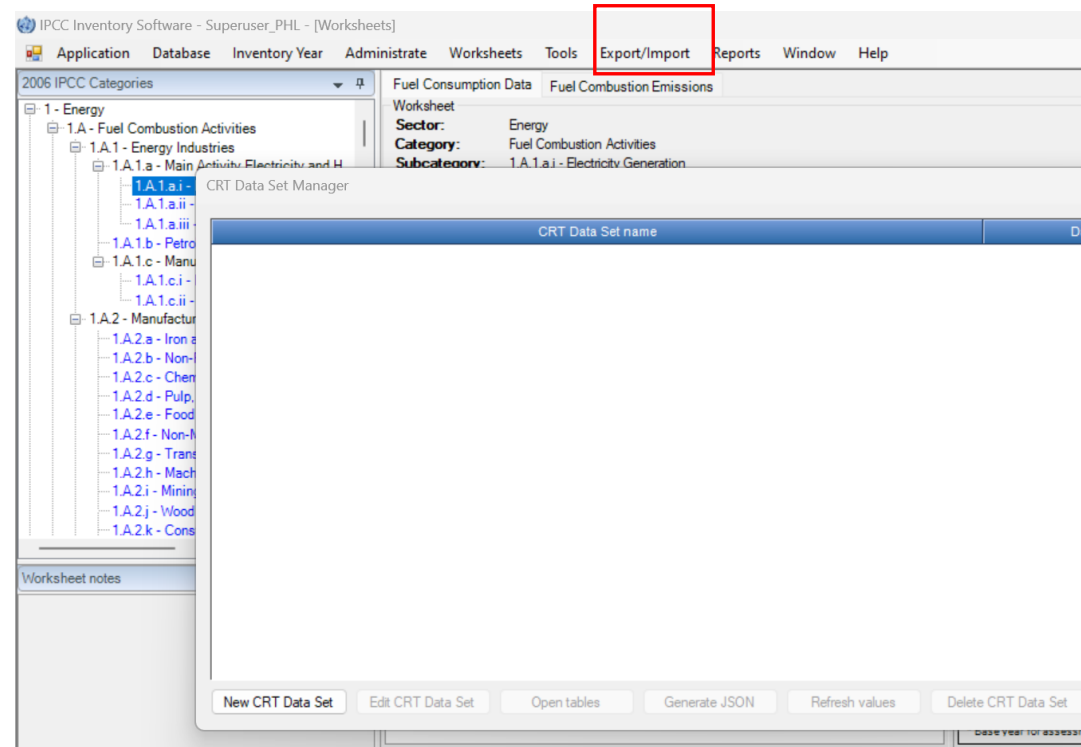 IPCC Inventory Software - Superuser_PHL - [Worksheets]
Application Database Inventory Year Administrate Worksheets Tools Export/Import Reports Window Help
2006 IPCC Categories
Fuel Consumption Data Fuel Combustion Emissions
1 - Energy
1.A - Fuel Combustion Activities
1.A.1 - Energy Industries
1.A.1.a - Main Activity Electricity and H
1.A.1.a.i -
1.A.1.a.ii -
1.A.1.a.iii -
1.A.1.b - Petro
1.A.1.c - Manu
1.A.1.c.i -
1.A.1.c.ii -
1.A.2 - Manufactur
1.A.2.a - Iron a
1.A.2.b - Non-
1.A.2.c - Chem
1.A.2.d - Pulp,
1.A.2.e - Food
1.A.2.f - Non-M
1.A.2.g - Trans
1.A.2.h - Mach
1.A.2.i - Mining
1.A.2.j - Wood
1.A.2.k - Cons
Worksheet notes
Worksheet
Sector: Energy
Category: Fuel Combustion Activities
Subcategory: 1.A.1.a.i - Electricity Generation
CRT Data Set Manager
CRT Data Set name D
New CRT Data Set Edit CRT Data Set Open tables Generate JSON Refresh values Delete CRT Data Set
Base year for assess